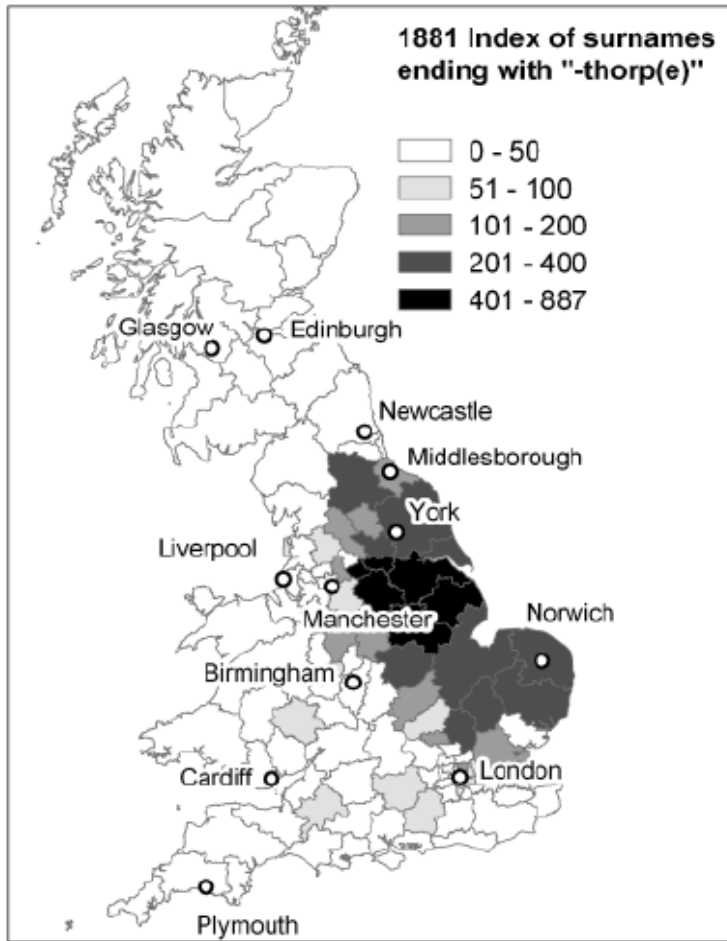 1881 Index of surnames
ending with "-thorp(e)"
0 - 50
51 - 100
101 - 200
201 - 400
401 - 887
Glasgow
Edinburgh
Newcastle
Middlesborough
York
Liverpool
Manchester
Norwich
Birmingham
Cardiff
London
Plymouth